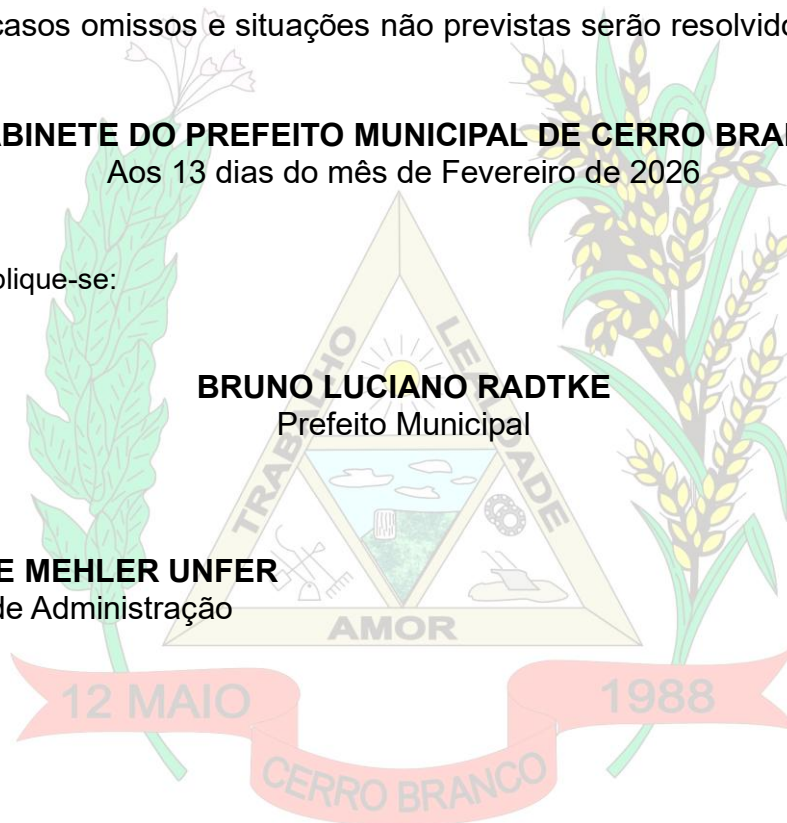 casos omissos e situações não previstas serão resolvido
ABINETE DO PREFEITO MUNICIPAL DE CERRO BRA
Aos 13 dias do mês de Fevereiro de 2026
blique-se:
BRUNO LUCIANO RADTKE
Prefeito Municipal
E MEHLER UNFER
de Administração
TRABALHO
LEALDADE
AMOR
12 MAIO
1988
CERRO BRANCO